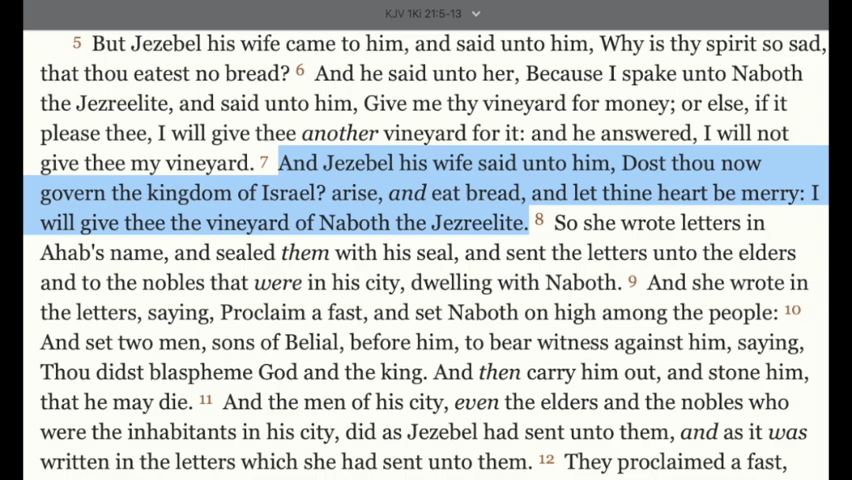 KJV 1Ki 21:5-13
5 But Jezebel his wife came to him, and said unto him, Why is thy spirit so sad,
that thou eatest no bread? 6 And he said unto her, Because I spake unto Naboth
the Jezreelite, and said unto him, Give me thy vineyard for money; or else, if it
please thee, I will give thee another vineyard for it: and he answered, I will not
give thee my vineyard. 7 And Jezebel his wife said unto him, Dost thou now
govern the kingdom of Israel? arise, and eat bread, and let thine heart be merry: I
will give thee the vineyard of Naboth the Jezreelite. 8 So she wrote letters in
Ahab's name, and sealed them with his seal, and sent the letters unto the elders
and to the nobles that were in his city, dwelling with Naboth. 9 And she wrote in
the letters, saying, Proclaim a fast, and set Naboth on high among the people: 10
And set two men, sons of Belial, before him, to bear witness against him, saying,
Thou didst blaspheme God and the king. And then carry him out, and stone him,
that he may die. 11 And the men of his city, even the elders and the nobles who
were the inhabitants in his city, did as Jezebel had sent unto them, and as it was
written in the letters which she had sent unto them. 12 They proclaimed a fast,